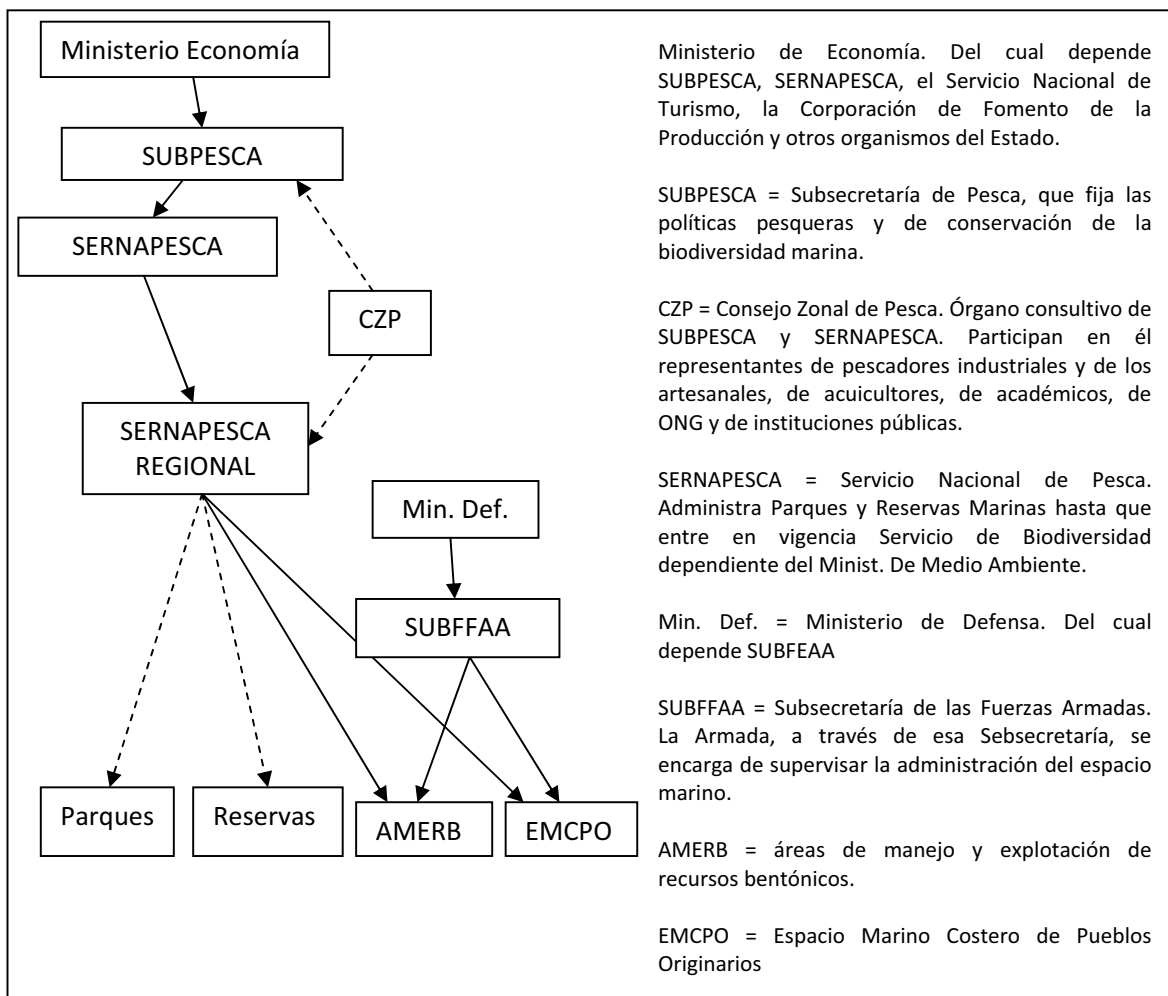 Ministerio Economía
SUBPESCA
SERNAPESCA
CZP
SERNAPESCA
REGIONAL
Min. Def.
SUBFFAA
Parques
Reservas
AMERB
EMCPO
Ministerio de Economía. Del cual depende
SUBPESCA, SERNAPESCA, el Servicio Nacional de
Turismo, la Corporación de Fomento de la
Producción y otros organismos del Estado.
SUBPESCA = Subsecretaría de Pesca, que fija las
políticas pesqueras y de conservación de la
biodiversidad marina.
CZP = Consejo Zonal de Pesca. Órgano consultivo de
SUBPESCA y SERNAPESCA. Participan en él
representantes de pescadores industriales y de los
artesanales, de acuicultores, de académicos, de
ONG y de instituciones públicas.
SERNAPESCA = Servicio Nacional de Pesca.
Administra Parques y Reservas Marinas hasta que
entre en vigencia Servicio de Biodiversidad
dependiente del Minist. De Medio Ambiente.
Min. Def. = Ministerio de Defensa. Del cual
depende SUBFEAA
SUBFFAA = Subsecretaría de las Fuerzas Armadas.
La Armada, a través de esa Sebsecretaría, se
encarga de supervisar la administración del espacio
marino.
AMERB = áreas de manejo y explotación de
recursos bentónicos.
EMCPO = Espacio Marino Costero de Pueblos
Originarios